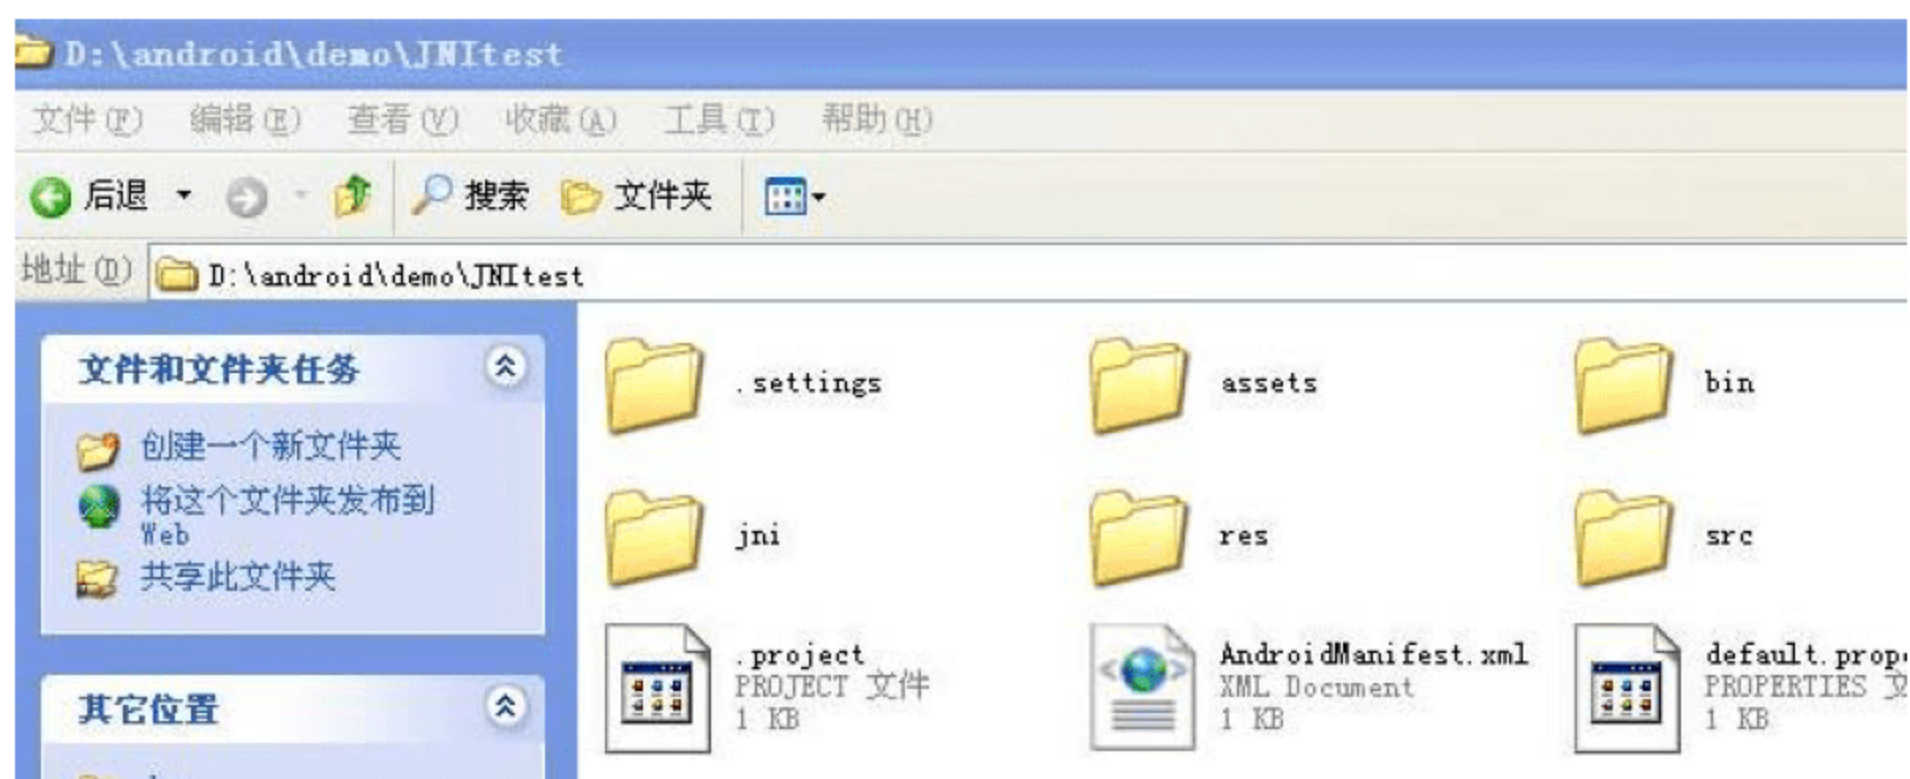 D:\android\demo\JNItest
文件(F) 编辑(E) 查看(V) 收藏(A) 工具(T) 帮助(H)
后退 搜索 文件夹
地址(D) D:\android\demo\JNItest
文件和文件夹任务
创建一个新文件夹
将这个文件夹发布到
Web
共享此文件夹
其它位置
.settings assets bin
jni res src
.project AndroidManifest.xml default.prop
PROJECT 文件 XML Document PROPERTIES 文
1 KB 1 KB 1 KB